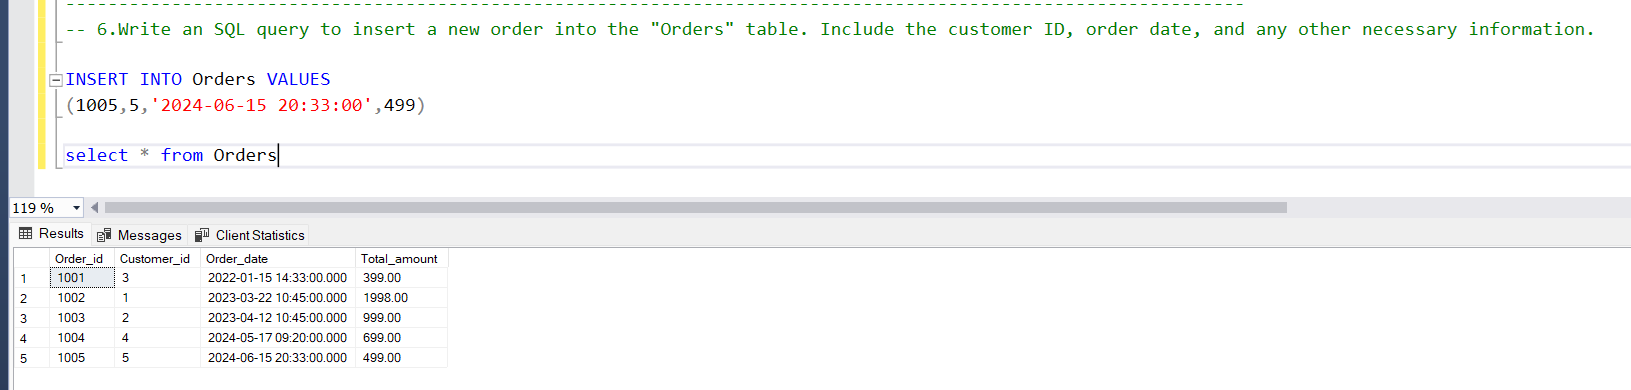 -- 6.Write an SQL query to insert a new order into the "Orders" table. Include the customer ID, order date, and any other necessary information.
INSERT INTO Orders VALUES
(1005,5,'2024-06-15 20:33:00',499)
select * from Orders
119 %
Results Messages Client Statistics
Order_id Customer_id Order_date Total_amount
1 1001 3 2022-01-15 14:33:00.000 399.00
2 1002 1 2023-03-22 10:45:00.000 1998.00
3 1003 2 2023-04-12 10:45:00.000 999.00
4 1004 4 2024-05-17 09:20:00.000 699.00
5 1005 5 2024-06-15 20:33:00.000 499.00